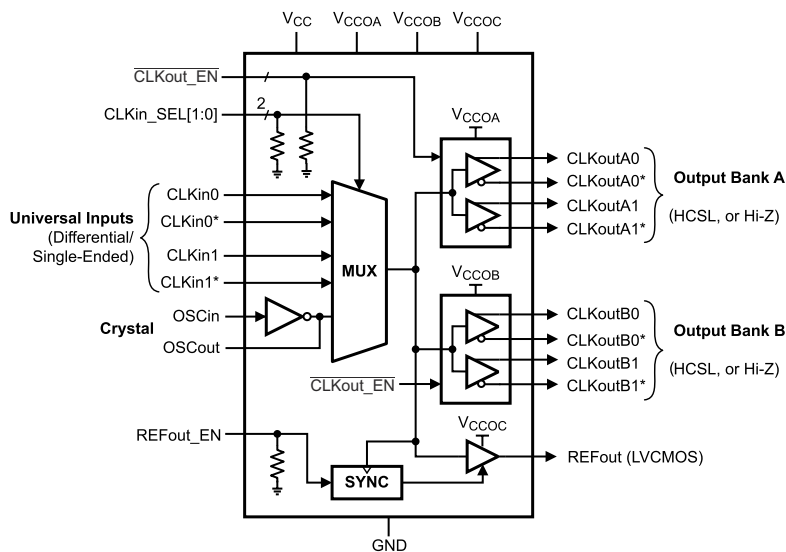 VCC
VCCOA
VCCOB
VCCOC
CLKout_EN
CLKin_SEL[1:0]
2
VCCOA
CLKoutA0
CLKoutA0*
CLKoutA1
CLKoutA1*
Output Bank A
(HCSL, or Hi-Z)
Universal Inputs
(Differential/
Single-Ended)
CLKin0
CLKin0*
CLKin1
CLKin1*
MUX
Crystal
OSCin
OSCout
VCCOB
CLKoutB0
CLKoutB0*
CLKoutB1
CLKoutB1*
Output Bank B
(HCSL, or Hi-Z)
CLKout_EN
REFout_EN
SYNC
VCCOC
REFout (LVCMOS)
GND